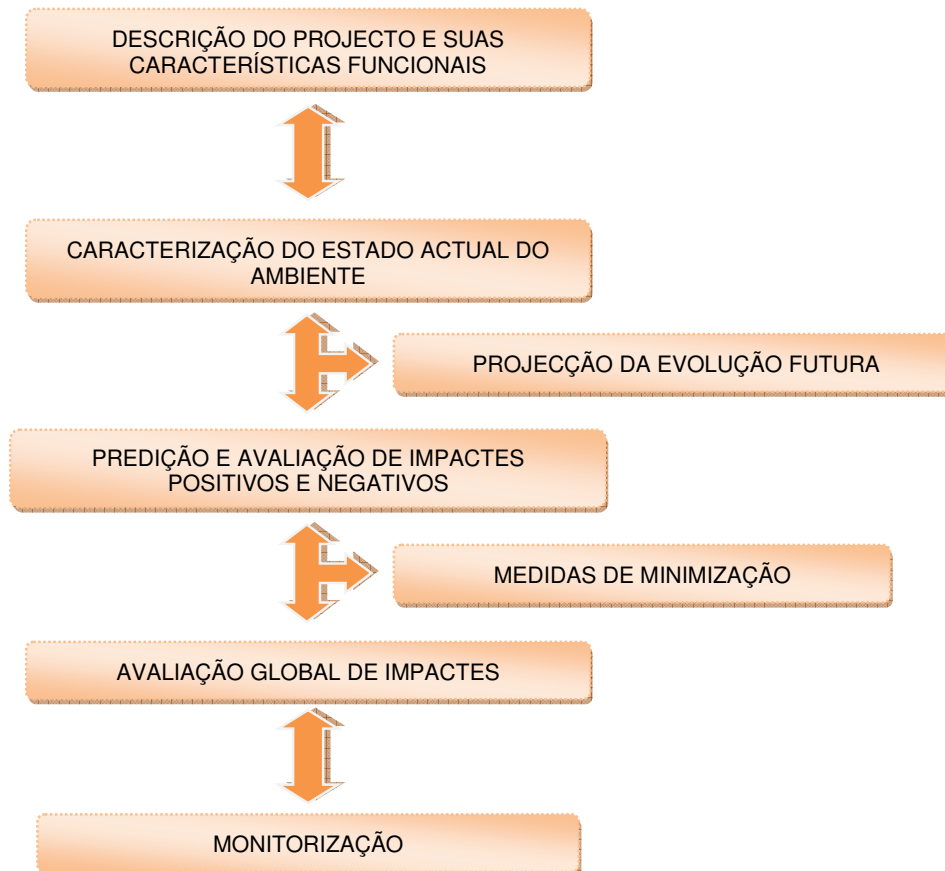 DESCRIÇÃO DO PROJECTO E SUAS
CARACTERÍSTICAS FUNCIONAIS
CARACTERIZAÇÃO DO ESTADO ACTUAL DO
AMBIENTE
PROJECÇÃO DA EVOLUÇÃO FUTURA
PREDIÇÃO E AVALIAÇÃO DE IMPACTES
POSITIVOS E NEGATIVOS
MEDIDAS DE MINIMIZAÇÃO
AVALIAÇÃO GLOBAL DE IMPACTES
MONITORIZAÇÃO